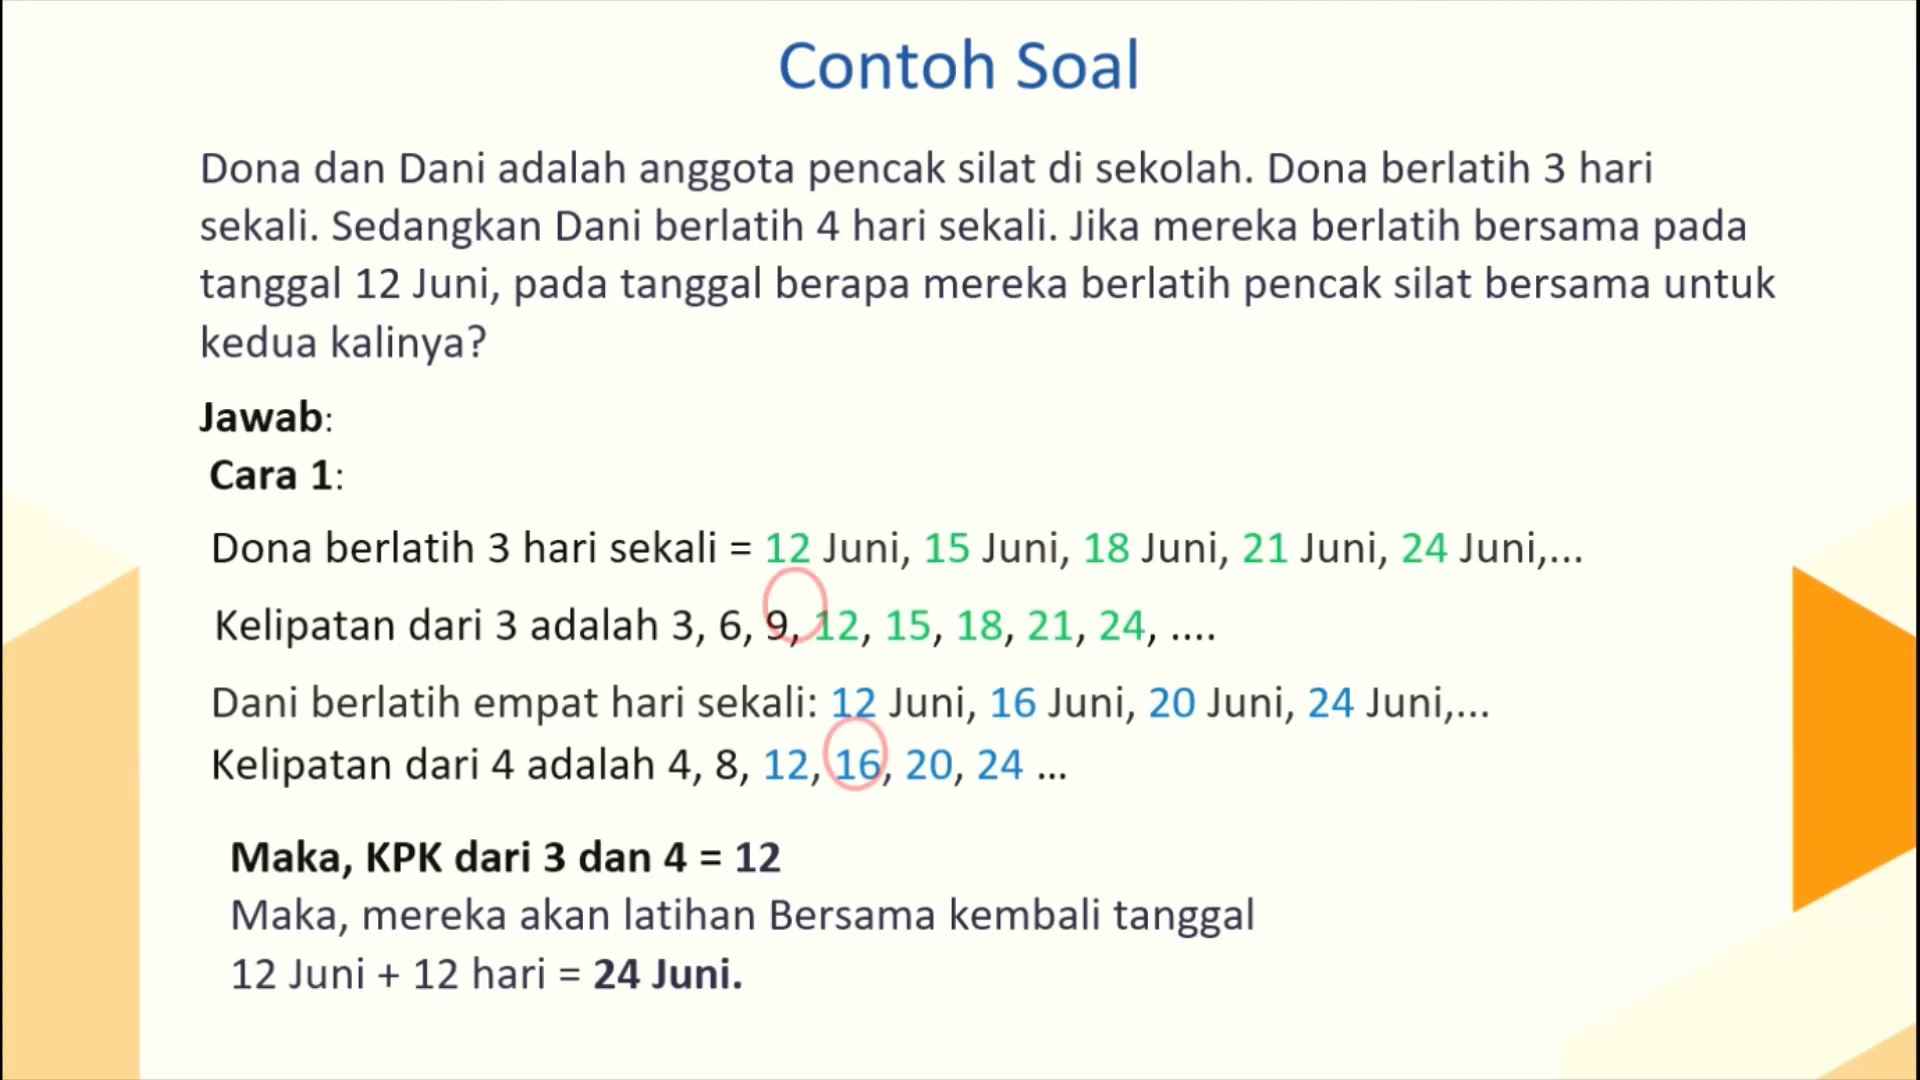 Contoh Soal
Dona dan Dani adalah anggota pencak silat di sekolah. Dona berlatih 3 hari
sekali. Sedangkan Dani berlatih 4 hari sekali. Jika mereka berlatih bersama pada
tanggal 12 Juni, pada tanggal berapa mereka berlatih pencak silat bersama untuk
kedua kalinya?
Jawab:
Cara 1:
Dona berlatih 3 hari sekali = 12 Juni, 15 Juni, 18 Juni, 21 Juni, 24 Juni,...
Kelipatan dari 3 adalah 3, 6, 9, 12, 15, 18, 21, 24, ....
Dani berlatih empat hari sekali: 12 Juni, 16 Juni, 20 Juni, 24 Juni,...
Kelipatan dari 4 adalah 4, 8, 12, 16, 20, 24 ...
Maka, KPK dari 3 dan 4 = 12
Maka, mereka akan latihan Bersama kembali tanggal
12 Juni + 12 hari = 24 Juni.